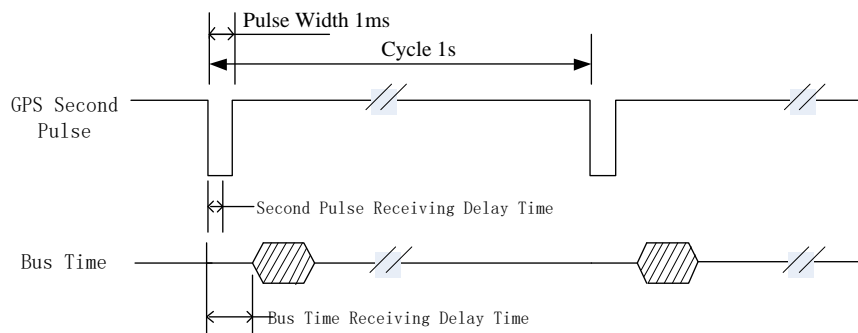 Pulse Width 1ms
Cycle 1s
GPS Second
Pulse
Second Pulse Receiving Delay Time
Bus Time
Bus Time Receiving Delay Time